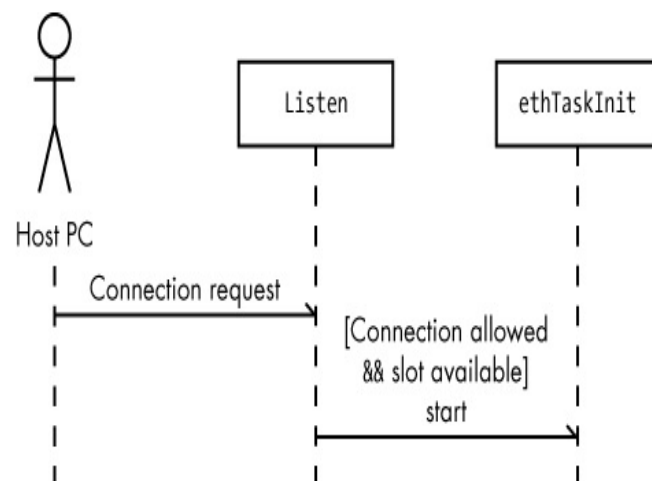 Listen
ethTaskInit
Host PC
Connection request
[Connection allowed
&& slot available]
start